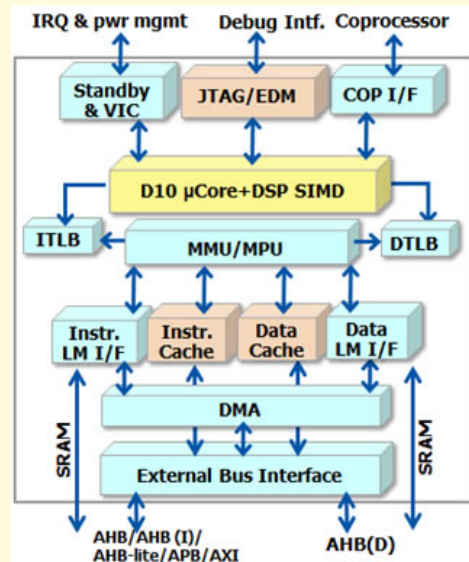 IRQ & pwr mgmt Debug Intf. Coprocessor
Standby
& VIC
JTAG/EDM
COP I/F
D10 µCore+DSP SIMD
ITLB
MMU/MPU
DTLB
Instr.
LM I/F
Instr.
Cache
Data
Cache
Data
LM I/F
DMA
SRAM
SRAM
External Bus Interface
AHB/AHB (I)/
AHB-lite/APB/AXI
AHB(D)